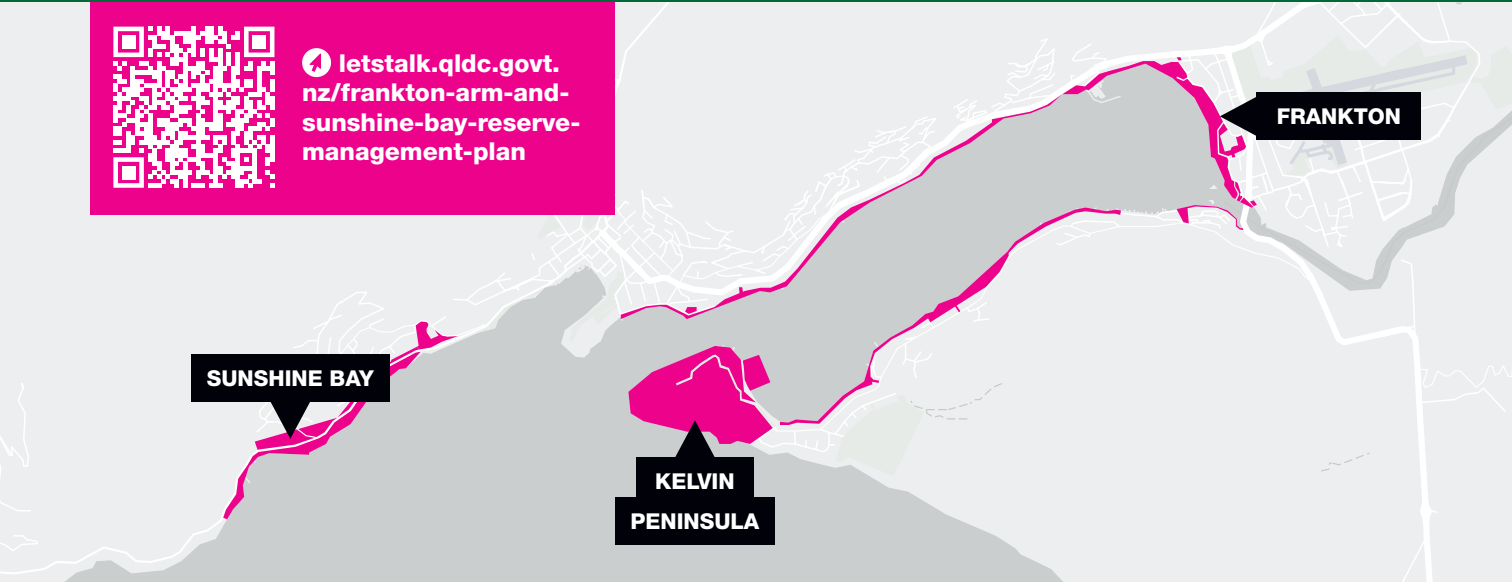 letstalk.qldc.govt.
nz/frankton-arm-and-
sunshine-bay-reserve-
management-plan
FRANKTON
SUNSHINE BAY
KELVIN
PENINSULA